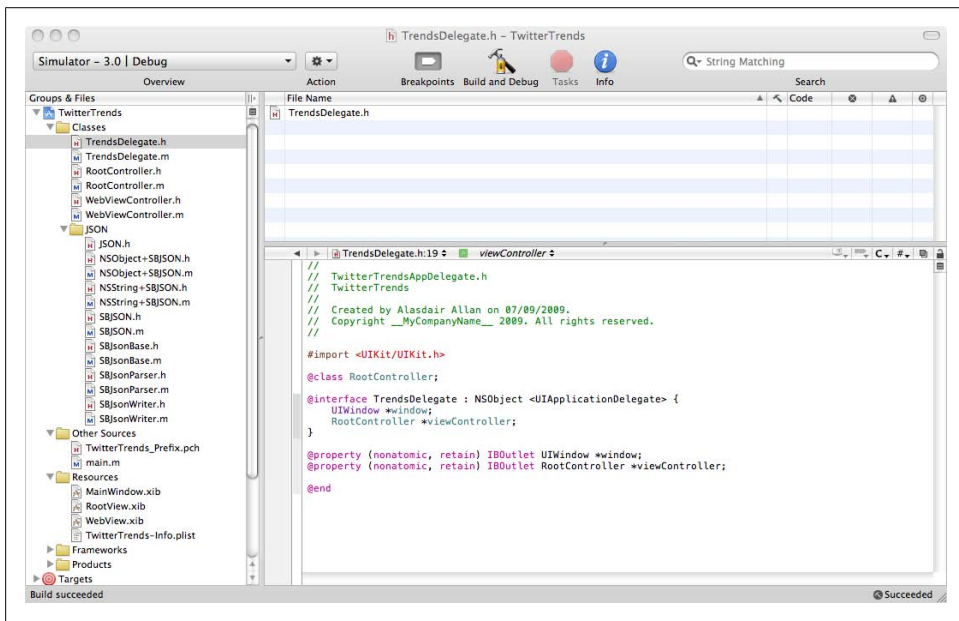 TrendsDelegate.h – TwitterTrends
Simulator – 3.0 | Debug
String Matching
Overview
Action
Breakpoints
Build and Debug
Tasks
Info
Search
Groups & Files
TwitterTrends
Classes
TrendsDelegate.h
TrendsDelegate.m
RootController.h
RootController.m
WebViewController.h
WebViewController.m
JSON
JSON.h
NSObject+SBJSON.h
NSObject+SBJSON.m
NSString+SBJSON.h
NSString+SBJSON.m
SBJSON.h
SBJSON.m
SBJsonBase.h
SBJsonBase.m
SBJsonParser.h
SBJsonParser.m
SBJsonWriter.h
SBJsonWriter.m
Other Sources
TwitterTrends_Prefix.pch
main.m
Resources
MainWindow.xib
RootView.xib
WebView.xib
TwitterTrends-Info.plist
Frameworks
Products
Targets
File Name
Code
TrendsDelegate.h
TrendsDelegate.h:19
viewController
C
#
//
// TwitterTrendsAppDelegate.h
// TwitterTrends
//
// Created by Alasdair Allan on 07/09/2009.
// Copyright __MyCompanyName__ 2009. All rights reserved.
//
#import <UIKit/UIKit.h>
@class RootController;
@interface TrendsDelegate : NSObject <UIApplicationDelegate> {
UIWindow *window;
RootController *viewController;
}
@property (nonatomic, retain) IBOutlet UIWindow *window;
@property (nonatomic, retain) IBOutlet RootController *viewController;
@end
Build succeeded
Succeeded